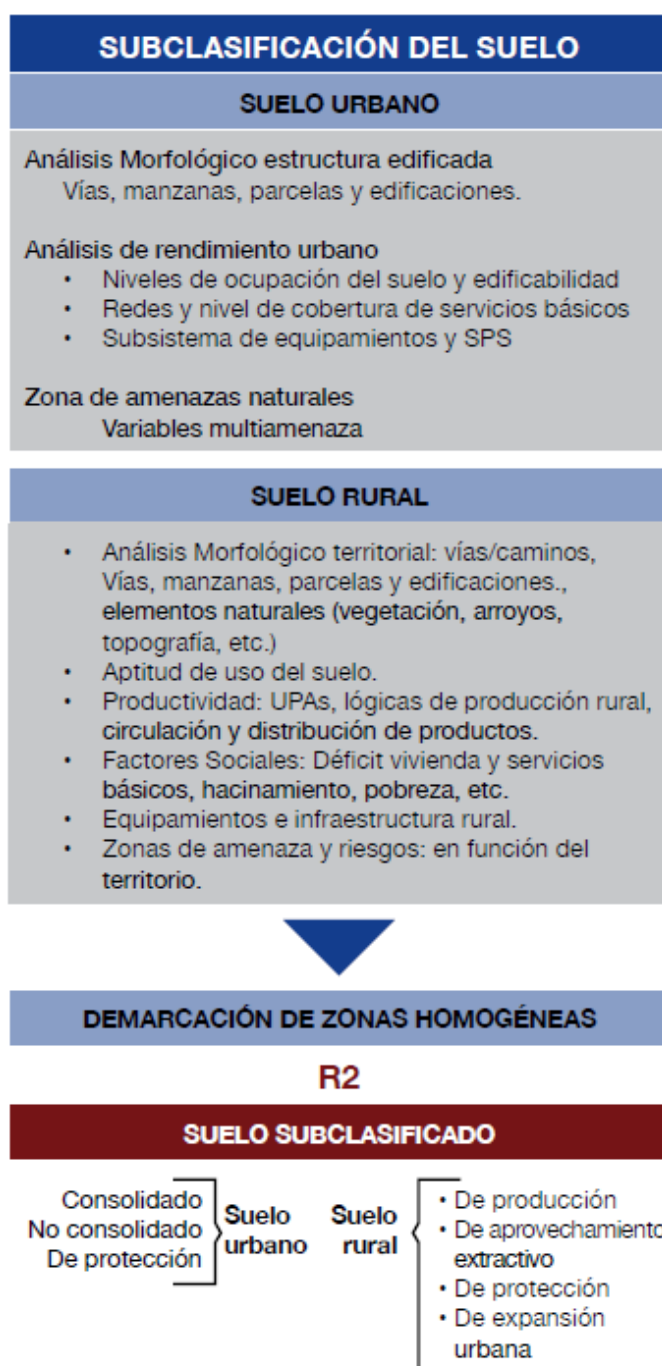 SUBCLASIFICACIÓN DEL SUELO
SUELO URBANO
Análisis Morfológico estructura edificada
Vías, manzanas, parcelas y edificaciones.
Análisis de rendimiento urbano
• Niveles de ocupación del suelo y edificabilidad
• Redes y nivel de cobertura de servicios básicos
• Subsistema de equipamientos y SPS
Zona de amenazas naturales
Variables multiamenaza
SUELO RURAL
• Análisis Morfológico territorial: vías/caminos,
Vías, manzanas, parcelas y edificaciones.,
elementos naturales (vegetación, arroyos,
topografía, etc.)
• Aptitud de uso del suelo.
• Productividad: UPAs, lógicas de producción rural,
circulación y distribución de productos.
• Factores Sociales: Déficit vivienda y servicios
básicos, hacinamiento, pobreza, etc.
• Equipamientos e infraestructura rural.
• Zonas de amenaza y riesgos: en función del
territorio.
DEMARCACIÓN DE ZONAS HOMOGÉNEAS
R2
SUELO SUBCLASIFICADO
Consolidado
No consolidado
De protección
Suelo
urbano
Suelo
rural
• De producción
• De aprovechamiento
extractivo
• De protección
• De expansión
urbana